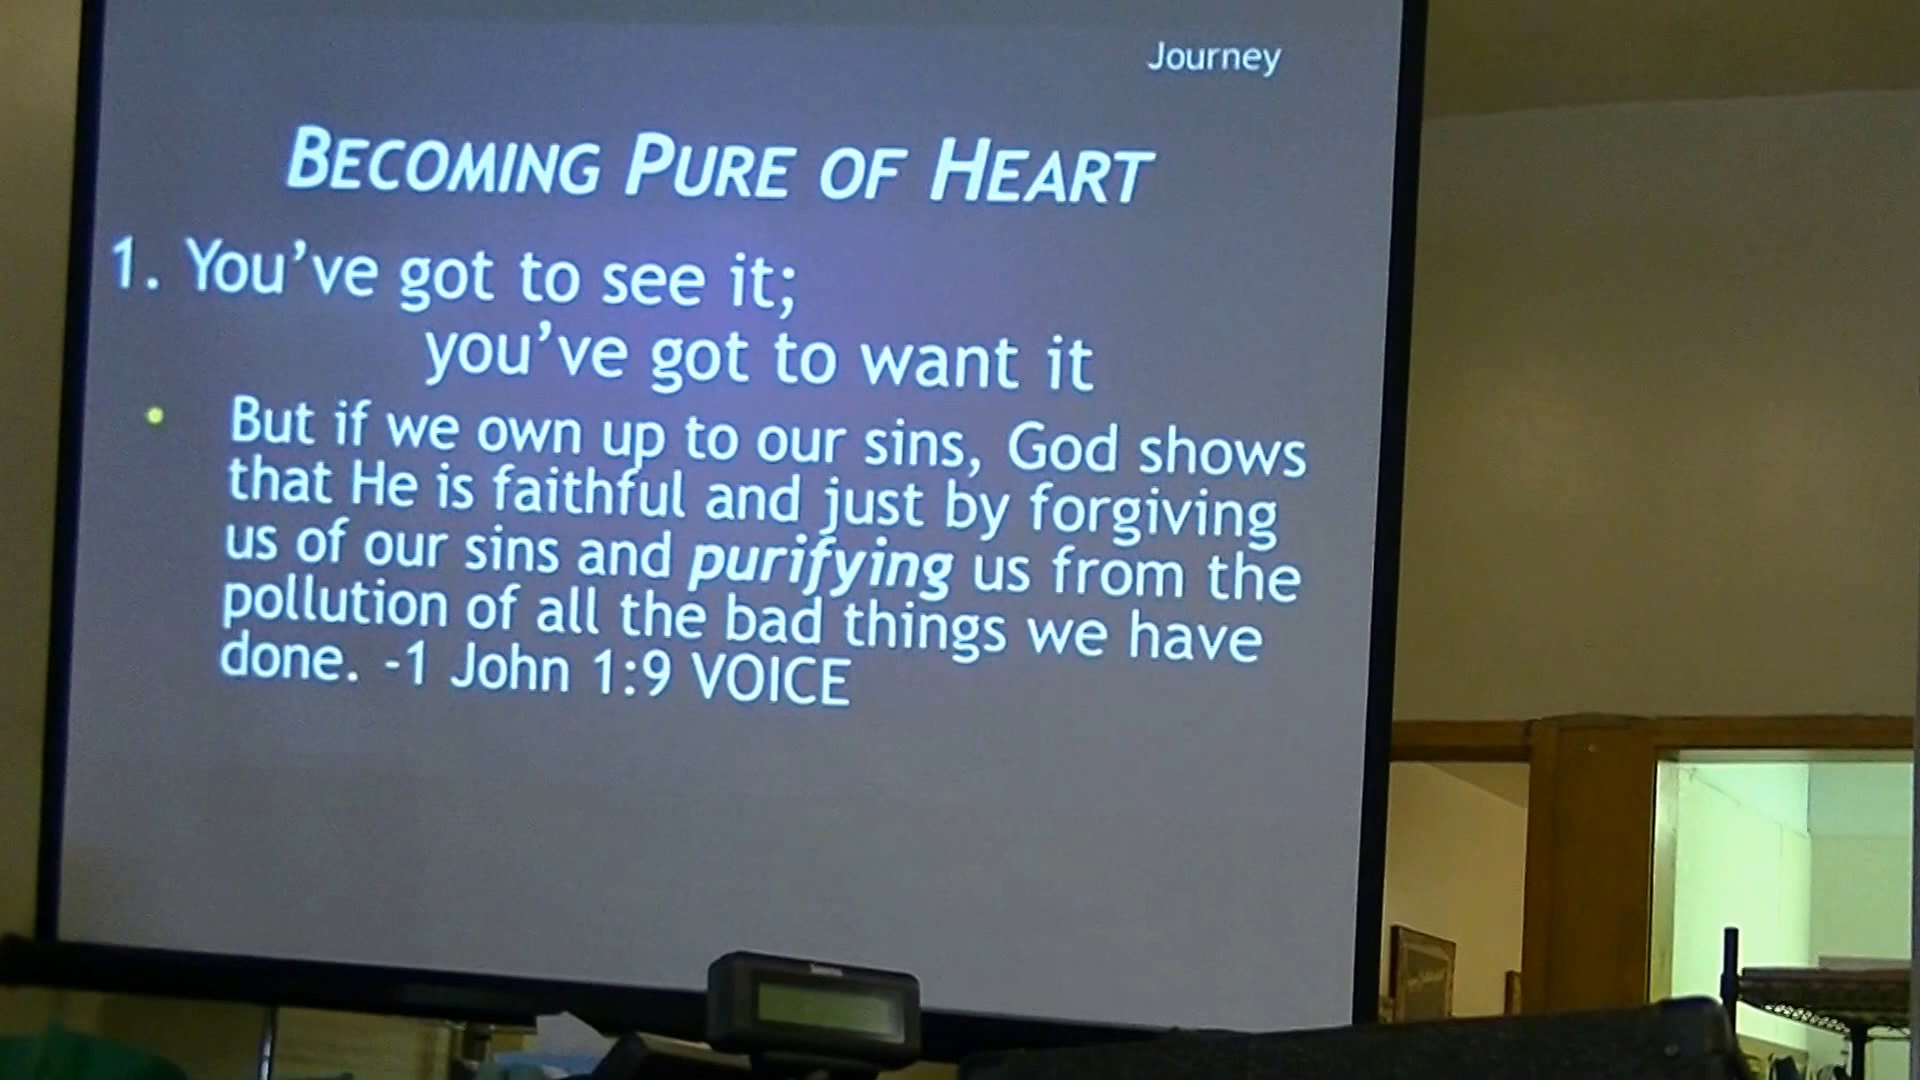 Journey
BECOMING PURE OF HEART
1. You've got to see it;
you've got to want it
• But if we own up to our sins, God shows
that He is faithful and just by forgiving
us of our sins and purifying us from the
pollution of all the bad things we have
done. -1 John 1:9 VOICE